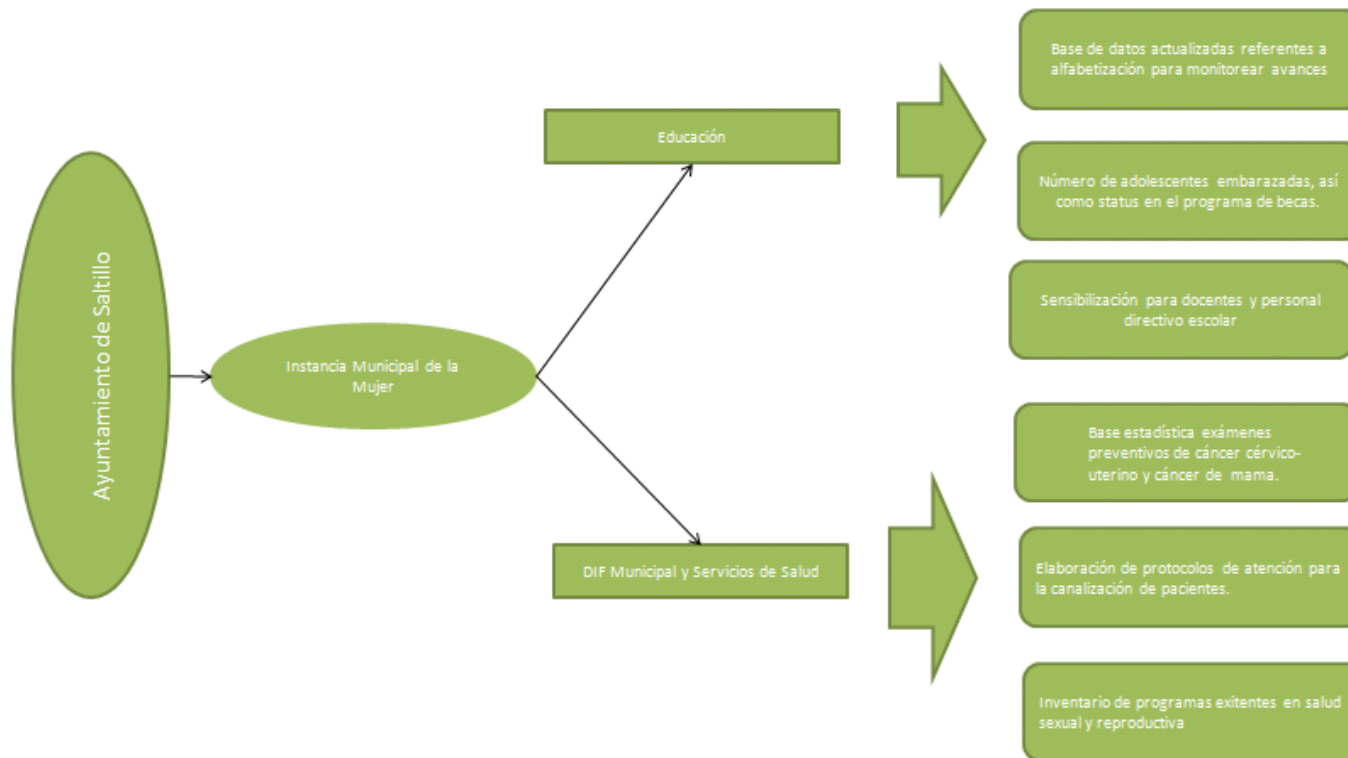 Ayuntamiento de Saltillo
Instancia Municipal de la
Mujer
Educación
DIF Municipal y Servicios de Salud
Base de datos actualizadas referentes a
alfabetización para monitorear avances
Número de adolescentes embarazadas, así
como status en el programa de becas.
Sensibilización para docentes y personal
directivo escolar
Base estadística exámenes
preventivos de cáncer cérvico-
uterino y cáncer de mama.
Elaboración de protocolos de atención para
la canalización de pacientes.
Inventario de programas exitentes en salud
sexual y reproductiva